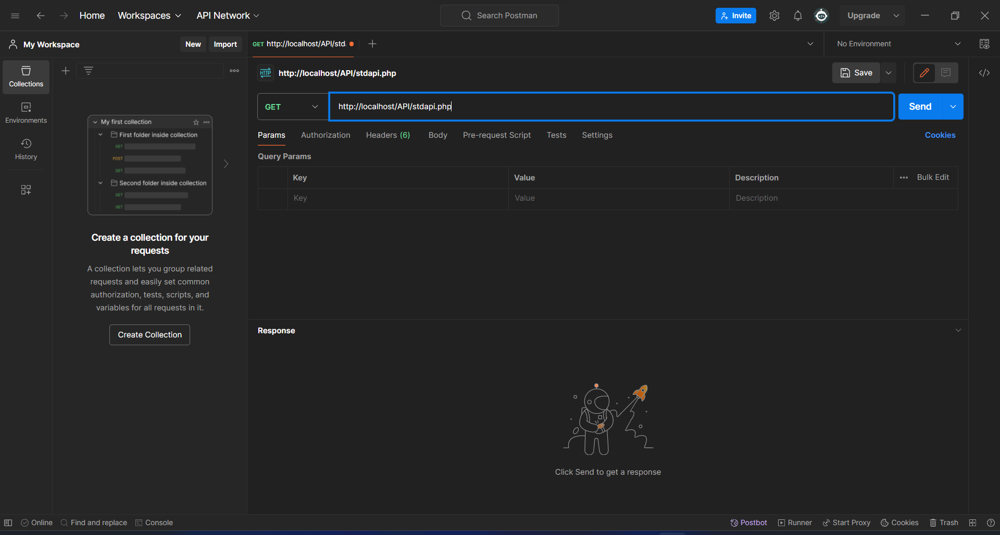 Home Workspaces API Network Search Postman Invite Upgrade
My Workspace New Import GET http://localhost/API/std. No Environment
Collections
Environments
History
My first collection
First folder inside collection
GET
POST
GET
Second folder inside collection
GET
GET
Create a collection for your
requests
A collection lets you group related
requests and easily set common
authorization, tests, scripts, and
variables for all requests in it.
Create Collection
HTTP http://localhost/API/stdapi.php Save
GET http://localhost/API/stdapi.php Send
Params Authorization Headers (6) Body Pre-request Script Tests Settings Cookies
Query Params
Key Value Description Bulk Edit
Key Value Description
Response
Click Send to get a response
Online Find and replace Console Postbot Runner Start Proxy Cookies Trash